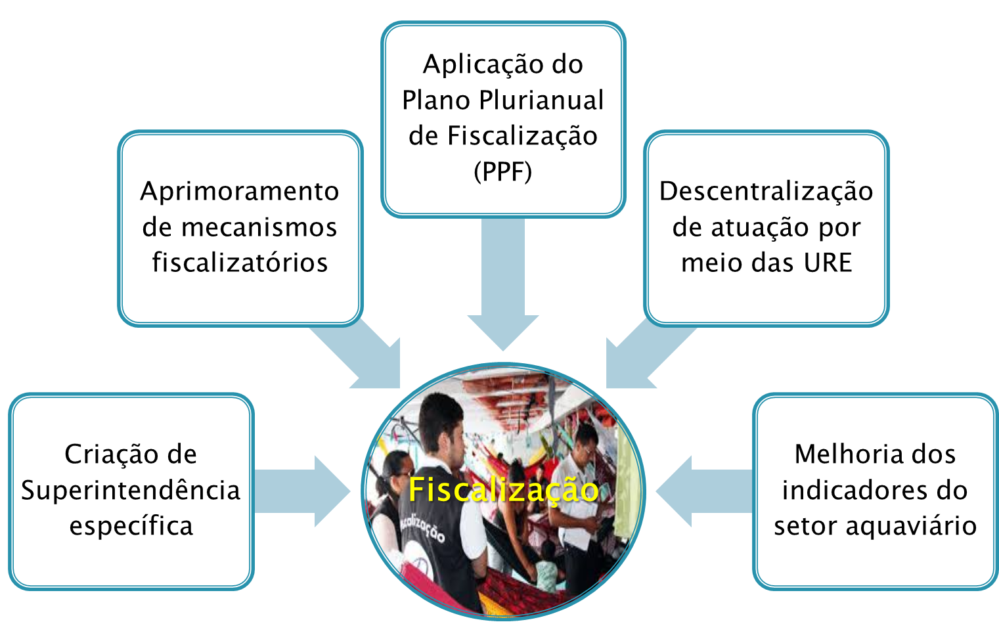 Aplicação do
Plano Plurianual
de Fiscalização
(PPF)
Aprimoramento
de mecanismos
fiscalizatórios
Descentralização
de atuação por
meio das URE
Criação de
Superintendência
específica
Fiscalização
Melhoria dos
indicadores do
setor aquaviário